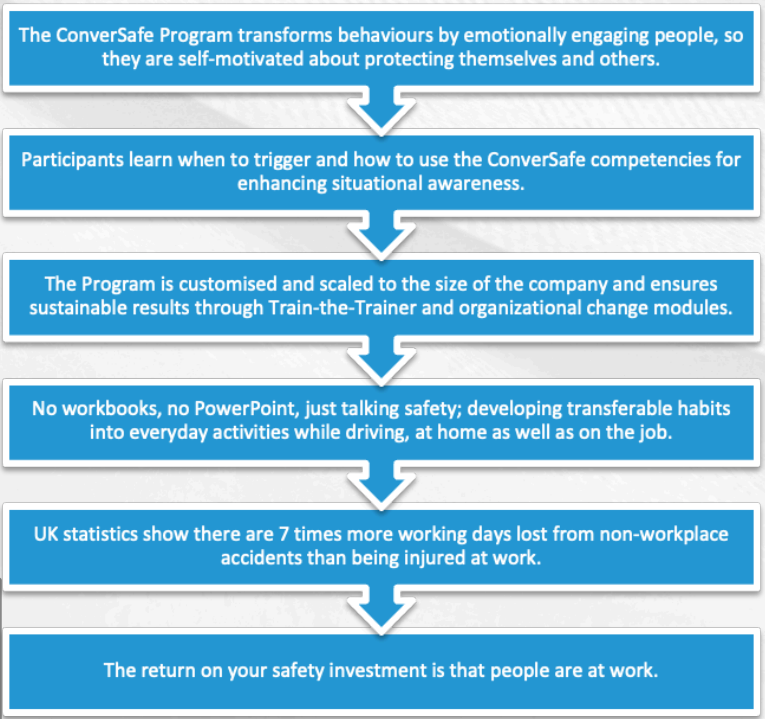 The ConverSafe Program transforms behaviours by emotionally engaging people, so
they are self-motivated about protecting themselves and others.
Participants learn when to trigger and how to use the ConverSafe competencies for
enhancing situational awareness.
The Program is customised and scaled to the size of the company and ensures
sustainable results through Train-the-Trainer and organizational change modules.
No workbooks, no PowerPoint, just talking safety; developing transferable habits
into everyday activities while driving, at home as well as on the job.
UK statistics show there are 7 times more working days lost from non-workplace
accidents than being injured at work.
The return on your safety investment is that people are at work.